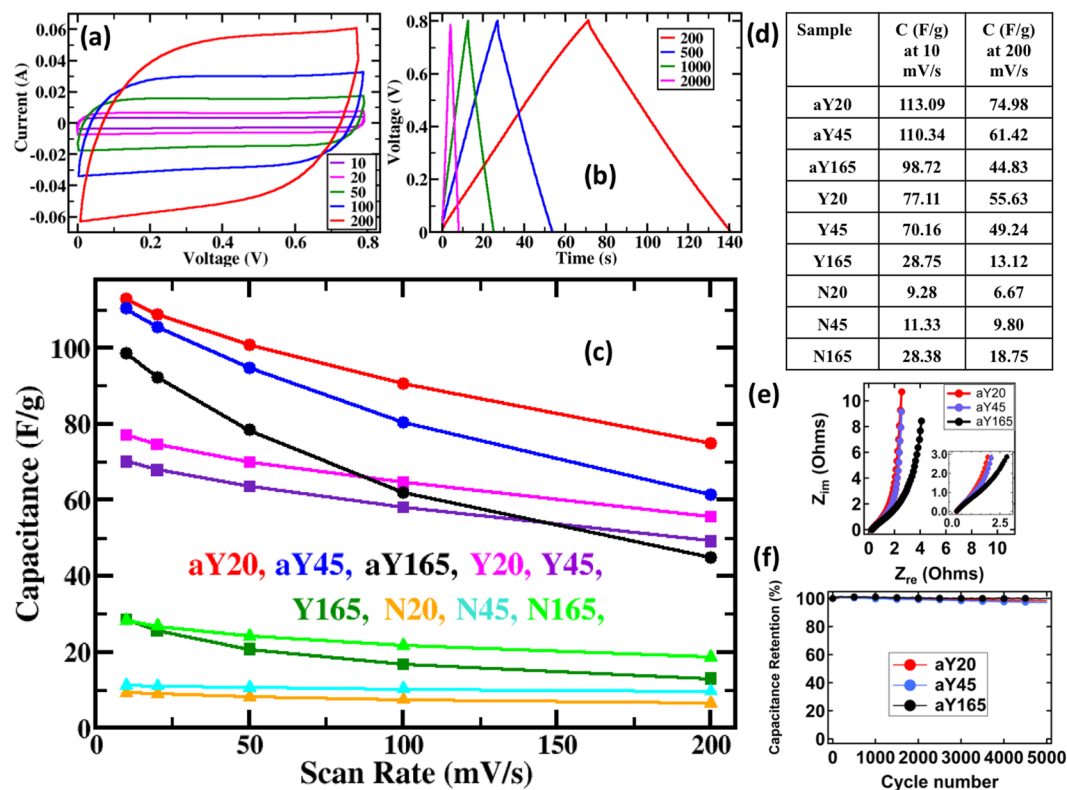 (a)
Current (A)
0.06
0.04
0.02
0
-0.02
-0.04
-0.06
10
20
50
100
200
0
0.2
0.4
0.6
0.8
Voltage (V)
(b)
Voltage (V)
0.8
0.6
0.4
0.2
0.0
200
500
1000
2000
0 20 40 60 80 100 120 140
Time (s)
(c)
Capacitance (F/g)
100
80
60
40
20
0
aY20, aY45, aY165, Y20, Y45,
Y165, N20, N45, N165,
0 50 100 150 200
Scan Rate (mV/s)
(d)
Sample C (F/g) at 10 mV/s C (F/g) at 200 mV/s
aY20 113.09 74.98
aY45 110.34 61.42
aY165 98.72 44.83
Y20 77.11 55.63
Y45 70.16 49.24
Y165 28.75 13.12
N20 9.28 6.67
N45 11.33 9.80
N165 28.38 18.75
(e)
Zim (Ohms)
10
8
6
4
2
0
aY20
aY45
aY165
3.0
2.0
1.0
0.0
0.0 2.5
0 2 4 6 8 10
Zre (Ohms)
(f)
Capacitance Retention (%)
100
80
60
40
20
0
aY20
aY45
aY165
0 1000 2000 3000 4000 5000
Cycle number